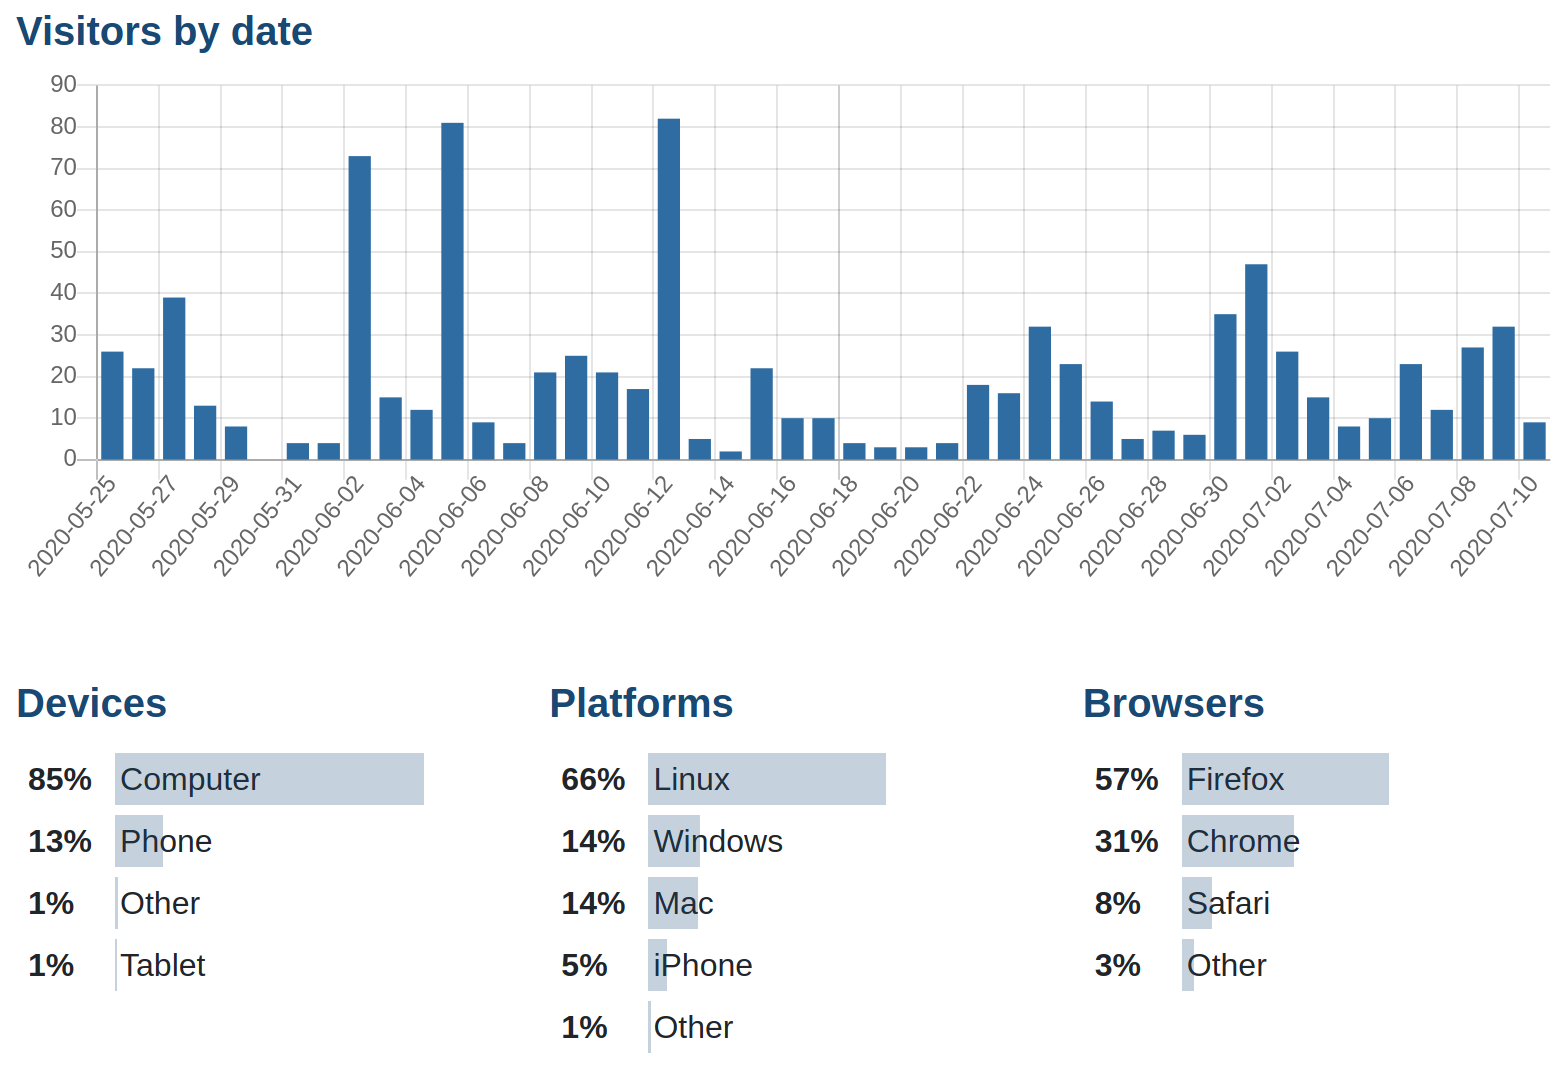 Visitors by date
90
80
70
60
50
40
30
20
10
0
2020-05-25
2020-05-27
2020-05-29
2020-05-31
2020-06-02
2020-06-04
2020-06-06
2020-06-08
2020-06-10
2020-06-12
2020-06-14
2020-06-16
2020-06-18
2020-06-20
2020-06-22
2020-06-24
2020-06-26
2020-06-28
2020-06-30
2020-07-02
2020-07-04
2020-07-06
2020-07-08
2020-07-10
Devices
85% Computer
13% Phone
1% Other
1% Tablet
Platforms
66% Linux
14% Windows
14% Mac
5% iPhone
1% Other
Browsers
57% Firefox
31% Chrome
8% Safari
3% Other